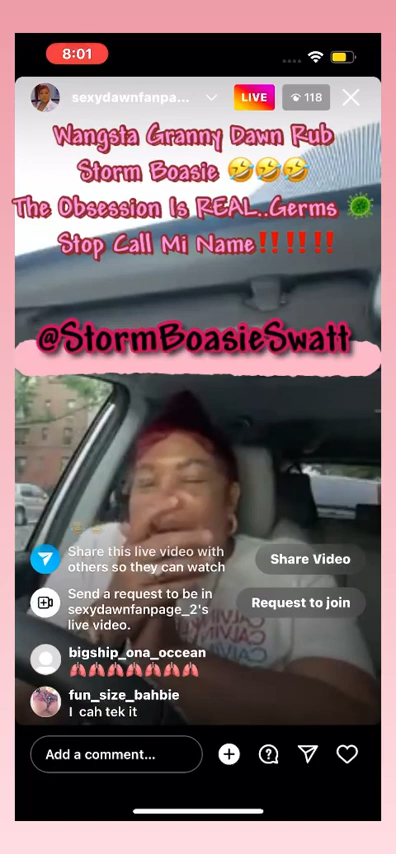 8:01
sexydawnfanpa...
LIVE
118
Wangsta Granny Dawn Rub
Storm Boasie 🤣🤣🤣
The Obsession Is REAL..Germs 🦠
Stop Call Mi Name‼️‼️‼️
@StormBoasieSwatt
Share this live video with
others so they can watch
Share Video
Send a request to be in
sexydawnfanpage_2's
live video.
Request to join
bigship_ona_occean
🫁🫁🫁🫁🫁🫁🫁
fun_size_bahbie
I cah tek it
Add a comment...